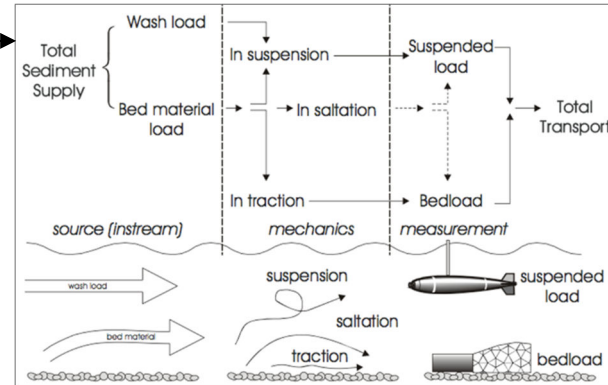 Wash load
Total
Sediment
Supply
In suspension
Suspended
load
Bed material
load
In saltation
Total
Transport
In traction
Bedload
source (instream)
mechanics
measurement
wash load
suspension
suspended
load
saltation
bed material
traction
bedload